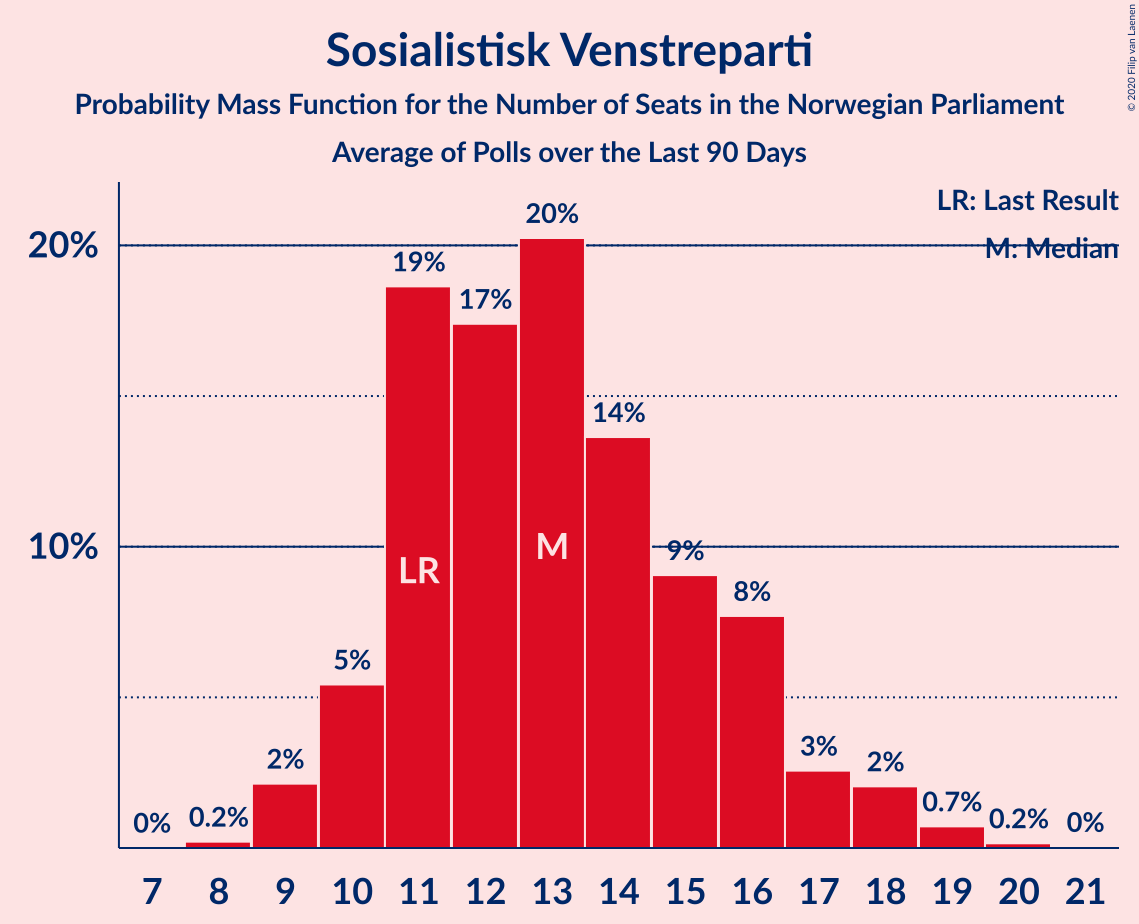 Sosialistisk Venstreparti
Probability Mass Function for the Number of Seats in the Norwegian Parliament
Average of Polls over the Last 90 Days
© 2020 Filip van Laenen
LR: Last Result
M: Median
20%
10%
0%
0.2%
2%
5%
19%
17%
20%
14%
9%
8%
3%
2%
0.7%
0.2%
0%
LR
M
7 8 9 10 11 12 13 14 15 16 17 18 19 20 21